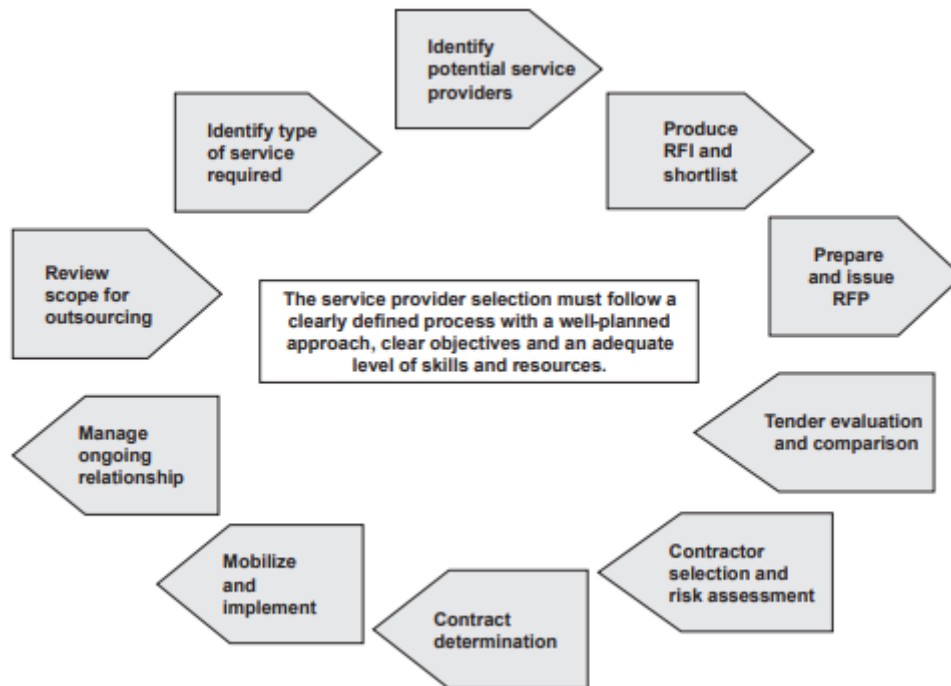 Identify
potential service
providers
Identify type
of service
required
Produce
RFI and
shortlist
Review
scope for
outsourcing
Prepare
and issue
RFP
The service provider selection must follow a
clearly defined process with a well-planned
approach, clear objectives and an adequate
level of skills and resources.
Manage
ongoing
relationship
Tender evaluation
and comparison
Mobilize
and
implement
Contractor
selection and
risk assessment
Contract
determination